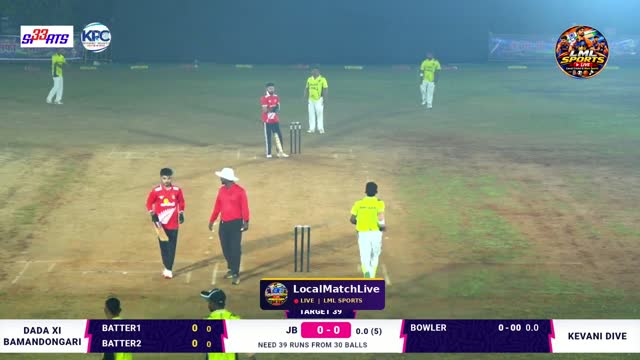 33
SPORTS
KPC
LML
SPORTS
LIVE
LocalMatchLive
LIVE | LML SPORTS
TARGET 39
DADA XI
BAMANDONGARI
BATTER1 0 0
BATTER2 0 0
JB 0 - 0 0.0 (5)
NEED 39 RUNS FROM 30 BALLS
BOWLER 0 - 00 0.0
KEVANI DIVE